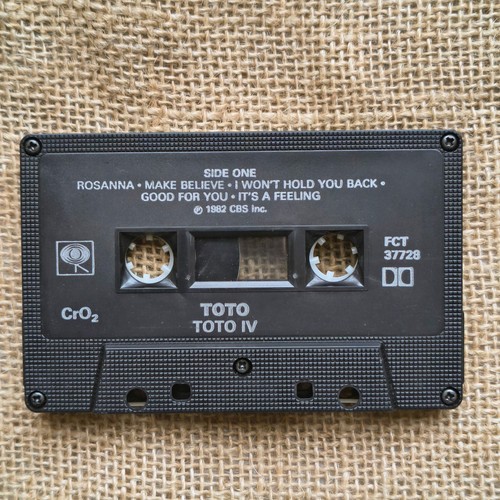 SIDE ONE
ROSANNA • MAKE BELIEVE • I WON'T HOLD YOU BACK •
GOOD FOR YOU • IT'S A FEELING
℗ 1982 CBS Inc.
FCT
37728
CrO₂
TOTO
TOTO IV